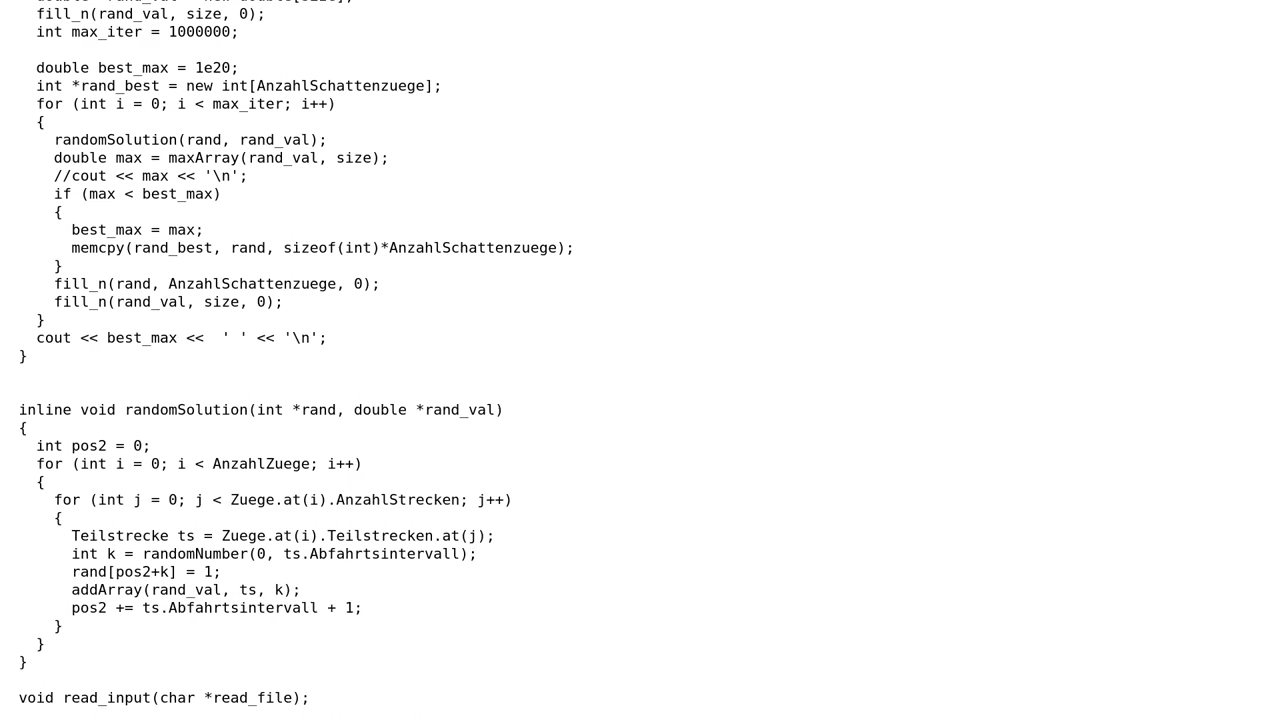 fill_n(rand_val, size, 0);
int max_iter = 1000000;
double best_max = 1e20;
int *rand_best = new int[AnzahlSchattenzuege];
for (int i = 0; i < max_iter; i++)
{
randomSolution(rand, rand_val);
double max = maxArray(rand_val, size);
//cout << max << '\n';
if (max < best_max)
{
best_max = max;
memcpy(rand_best, rand, sizeof(int)*AnzahlSchattenzuege);
}
fill_n(rand, AnzahlSchattenzuege, 0);
fill_n(rand_val, size, 0);
}
cout << best_max <<  ' ' << '\n';
}
inline void randomSolution(int *rand, double *rand_val)
{
int pos2 = 0;
for (int i = 0; i < AnzahlZuege; i++)
{
for (int j = 0; j < Zuege.at(i).AnzahlStrecken; j++)
{
Teilstrecke ts = Zuege.at(i).Teilstrecken.at(j);
int k = randomNumber(0, ts.Abfahrtsintervall);
rand[pos2+k] = 1;
addArray(rand_val, ts, k);
pos2 += ts.Abfahrtsintervall + 1;
}
}
}
void read_input(char *read_file);